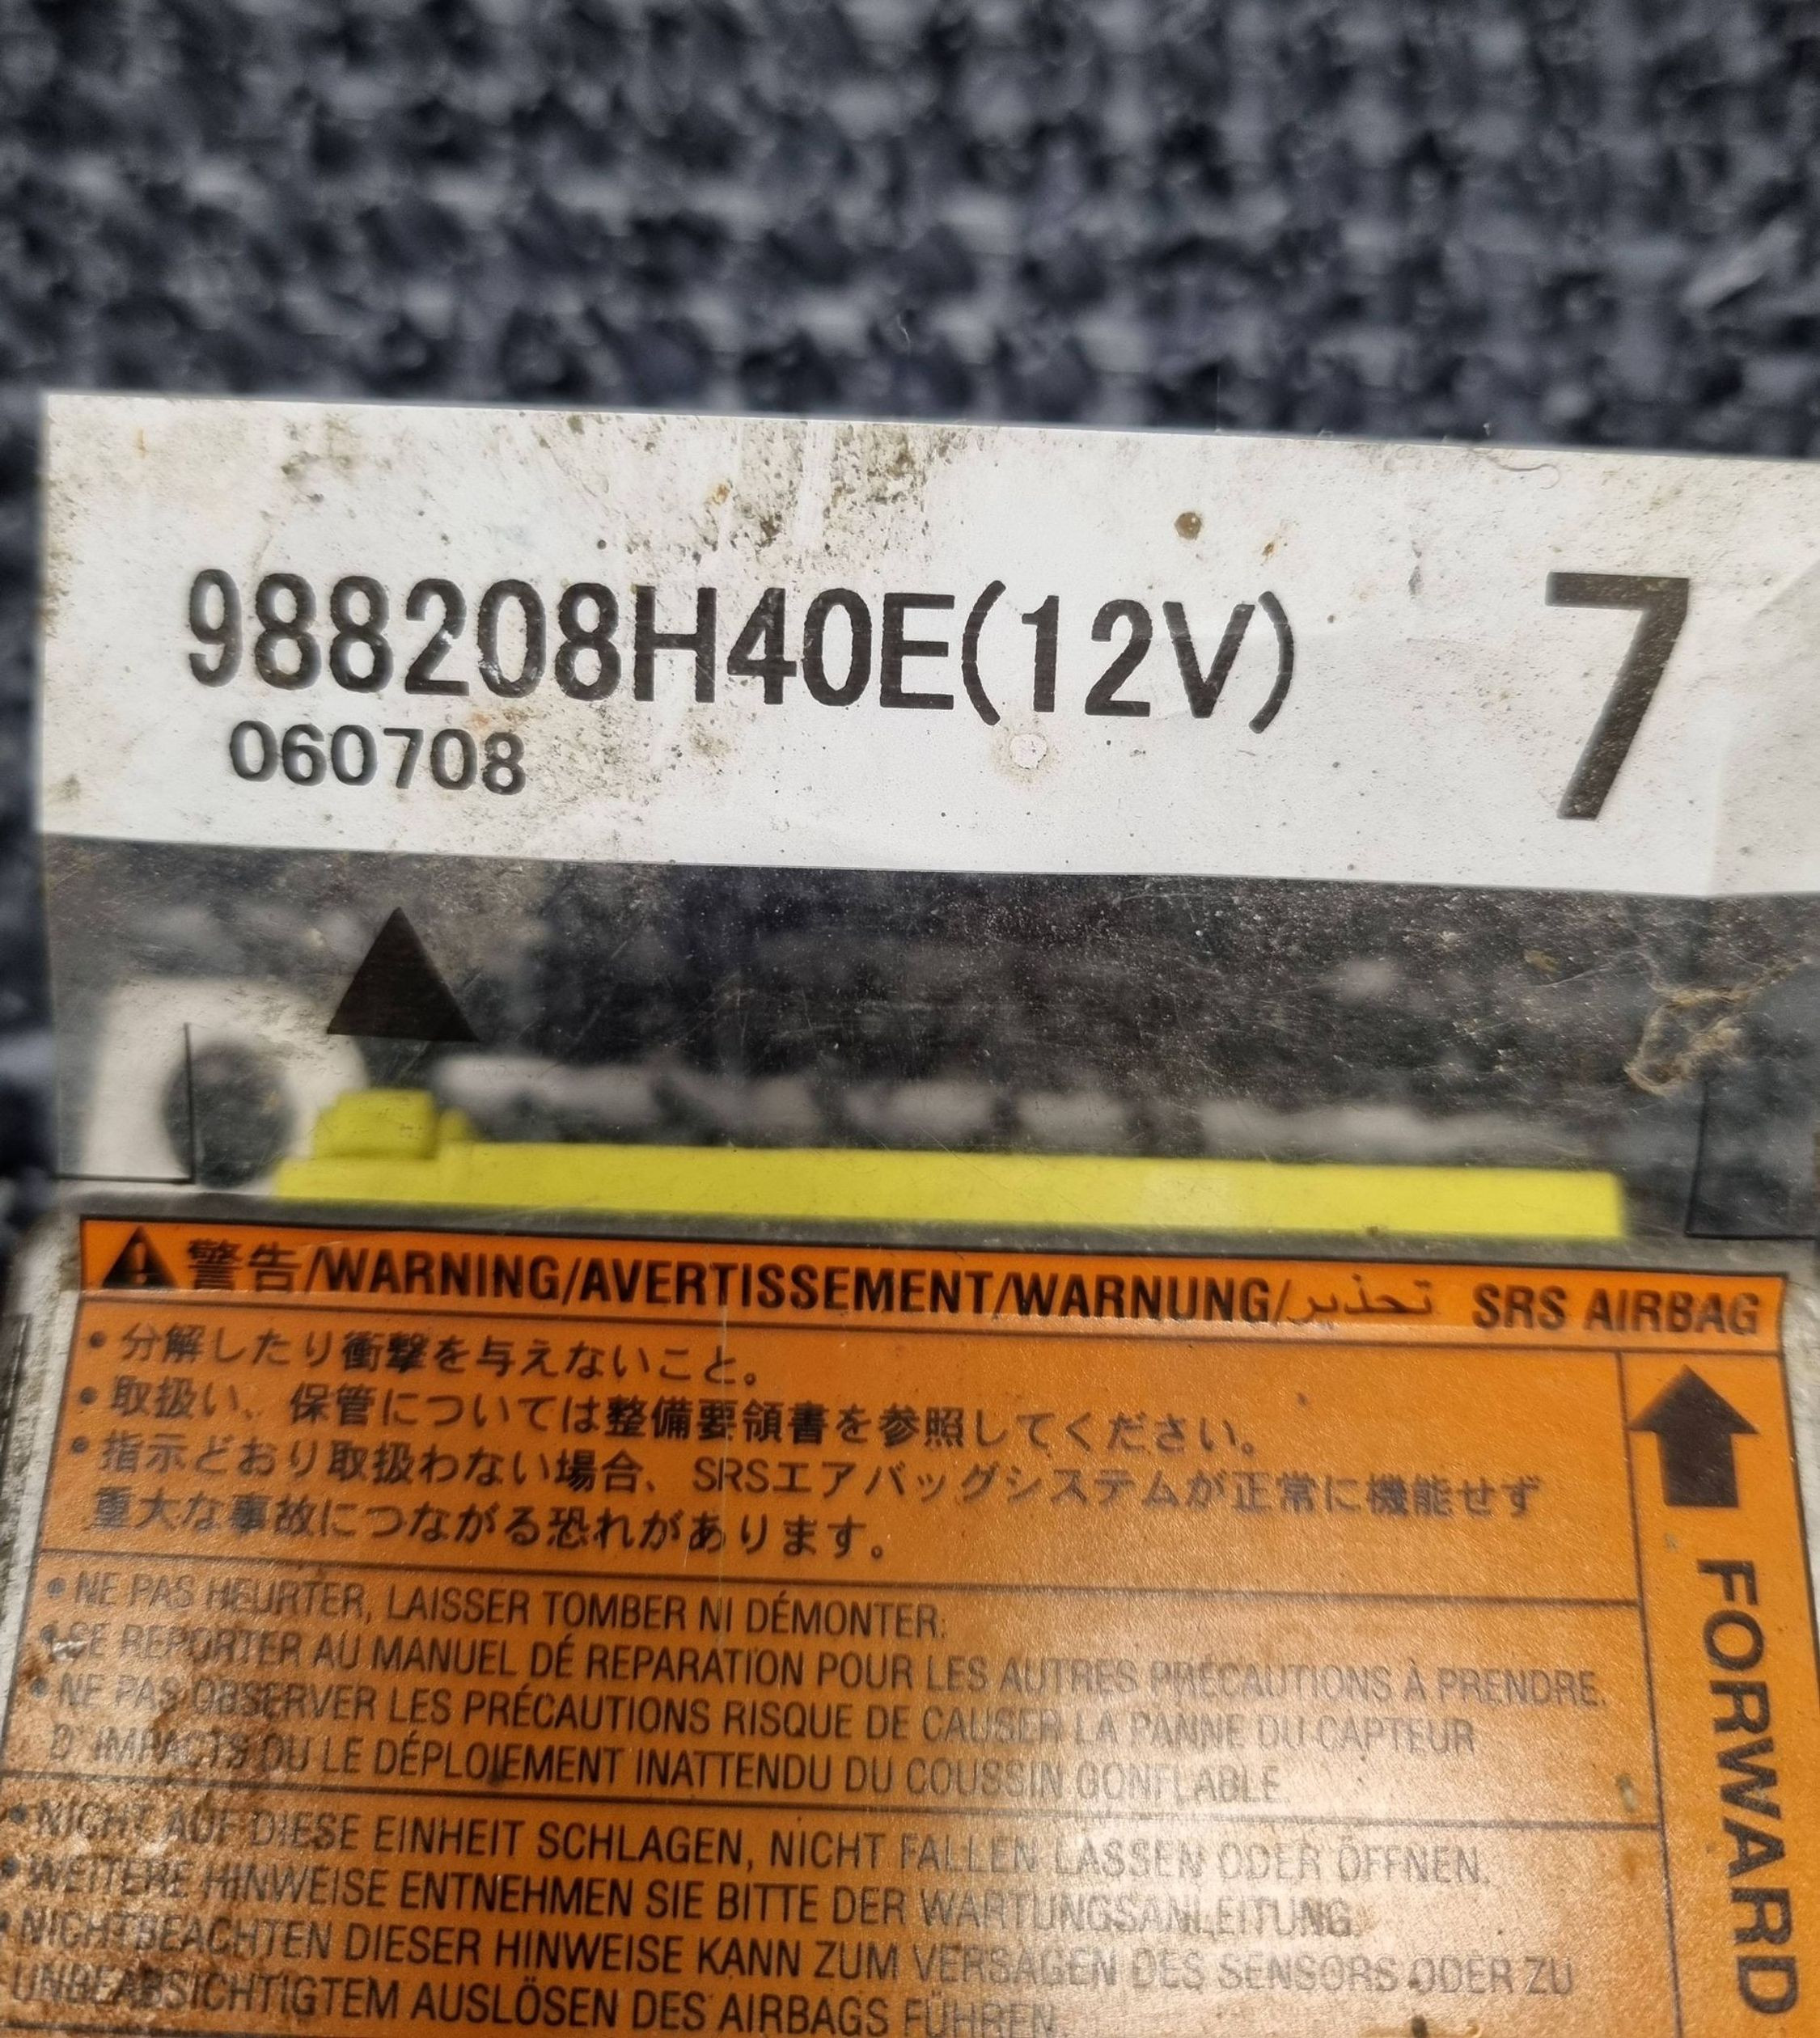 988208H40E(12V) 7
060708
警告/WARNING/AVERTISSEMENT/WARNUNG/تحذير SRS AIRBAG
• 分解したり衝撃を与えないこと。
• 取扱い、保管については整備要領書を参照してください。
• 指示どおり取扱わない場合、SRSエアバッグシステムが正常に機能せず
重大な事故につながる恐れがあります。
• NE PAS HEURTER, LAISSER TOMBER NI DÉMONTER.
• SE REPORTER AU MANUEL DÉ REPARATION POUR LES AUTRES PRÉCAUTIONS À PRENDRE.
• NE PAS OBSERVER LES PRÉCAUTIONS RISQUE DE CAUSER LA PANNE DU CAPTEUR
D'IMPACTS OU LE DÉPLOIEMENT INATTENDU DU COUSSIN GONFLABLE.
• NICHT AUF DIESE EINHEIT SCHLAGEN, NICHT FALLEN LASSEN ODER ÖFFNEN.
• WEITERE HINWEISE ENTNEHMEN SIE BITTE DER WARTUNGSANLEITUNG.
• NICHTBEACHTEN DIESER HINWEISE KANN ZUM VERSAGEN DES SENSORS ODER ZU
UNBEABSICHTIGTEM AUSLÖSEN DES AIRBAGS FÜHREN.
FORWARD